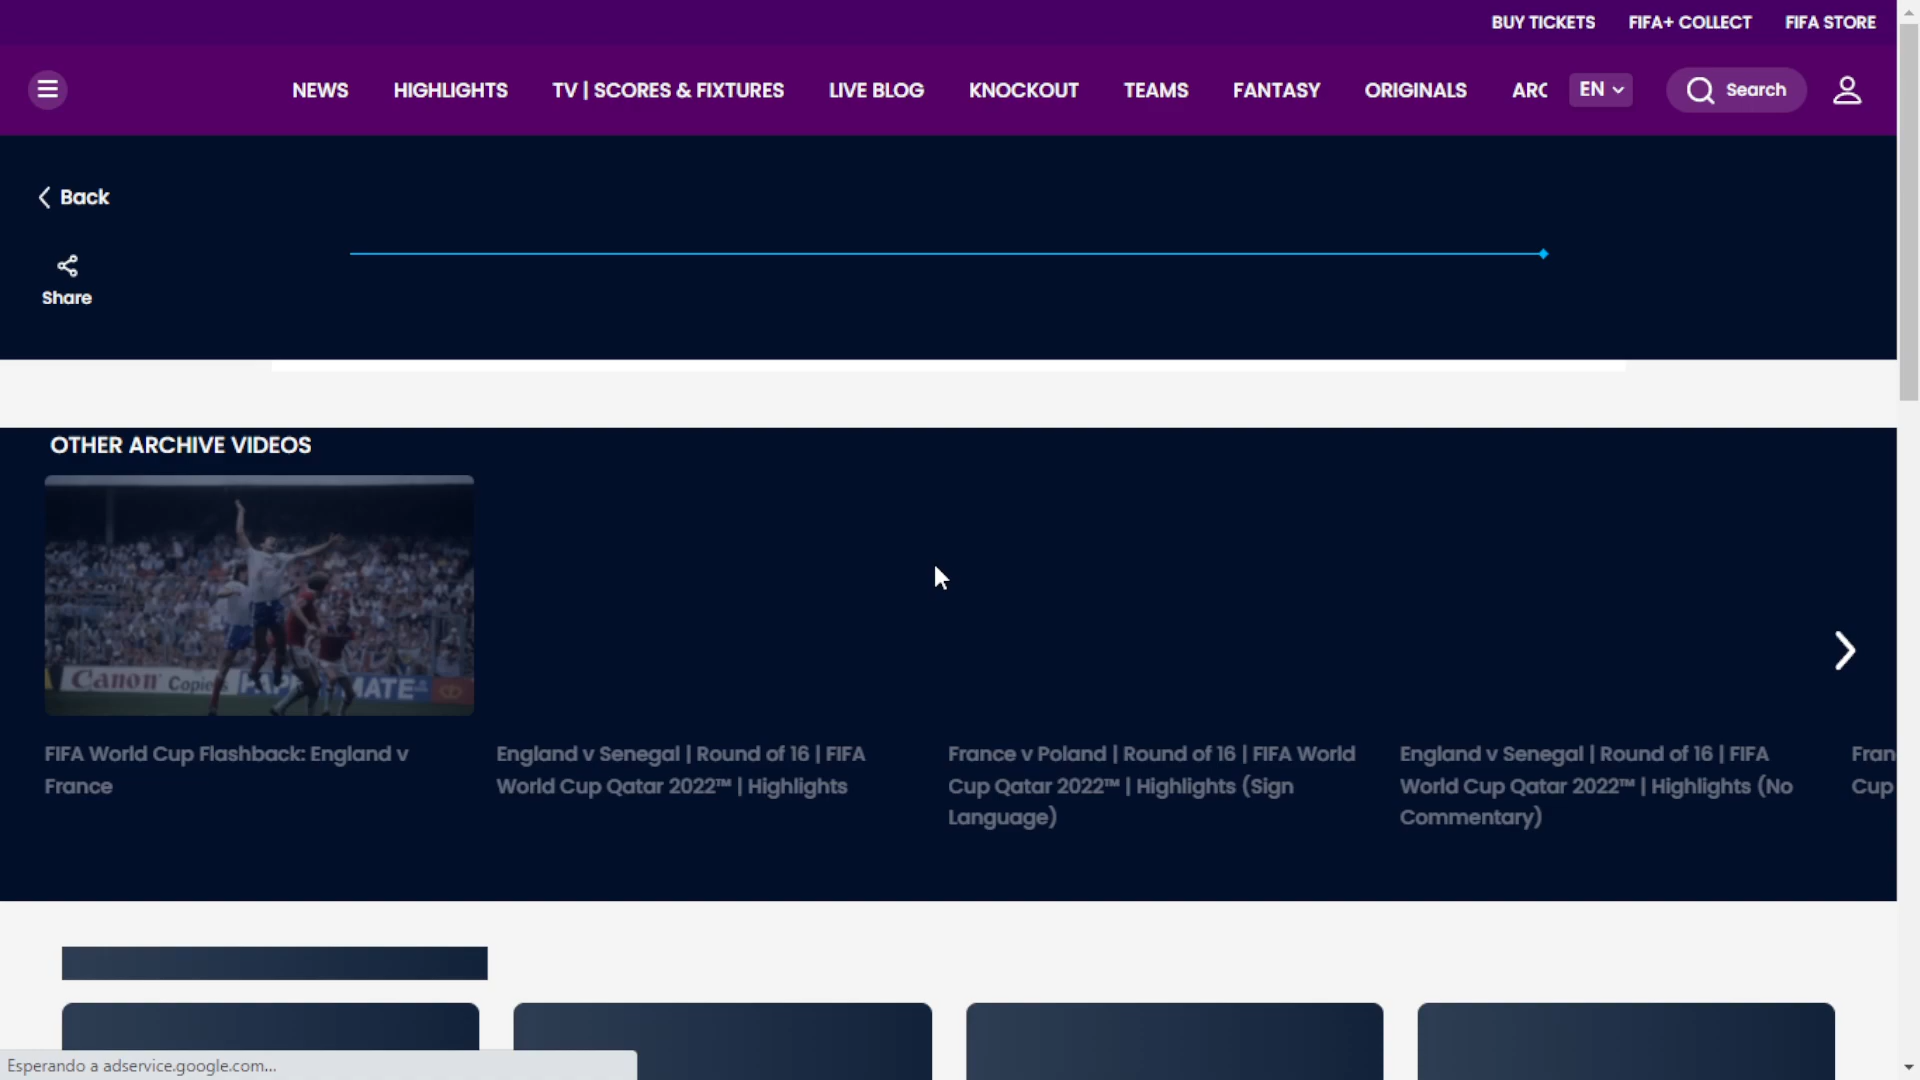 BUY TICKETS FIFA+ COLLECT FIFA STORE
NEWS HIGHLIGHTS TV | SCORES & FIXTURES LIVE BLOG KNOCKOUT TEAMS FANTASY ORIGINALS ARC EN Search
Back
Share
OTHER ARCHIVE VIDEOS
Canon Copie
MATE
FIFA World Cup Flashback: England v
France
England v Senegal | Round of 16 | FIFA
World Cup Qatar 2022™ | Highlights
France v Poland | Round of 16 | FIFA World
Cup Qatar 2022™ | Highlights (Sign
Language)
England v Senegal | Round of 16 | FIFA
World Cup Qatar 2022™ | Highlights (No
Commentary)
Fran
Cup
Esperando a adservice.google.com...